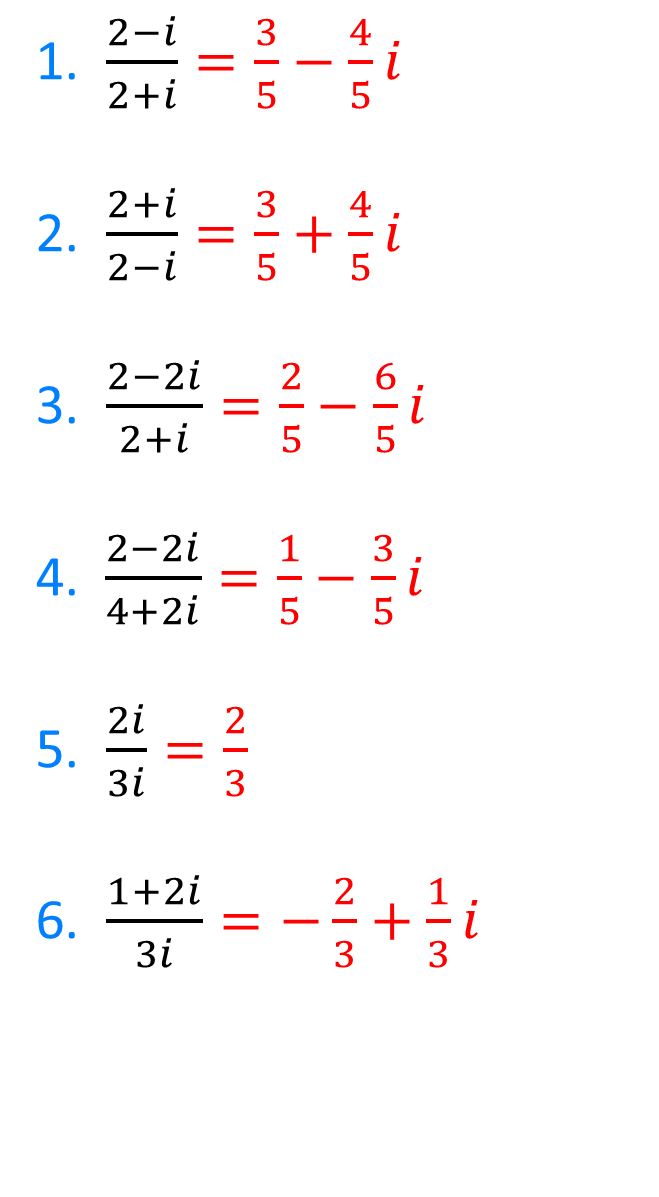 1. (2−i)/(2+i) = 3/5 − 4/5 i
2. (2+i)/(2−i) = 3/5 + 4/5 i
3. (2−2i)/(2+i) = 2/5 − 6/5 i
4. (2−2i)/(4+2i) = 1/5 − 3/5 i
5. 2i/3i = 2/3
6. (1+2i)/3i = −2/3 + 1/3 i